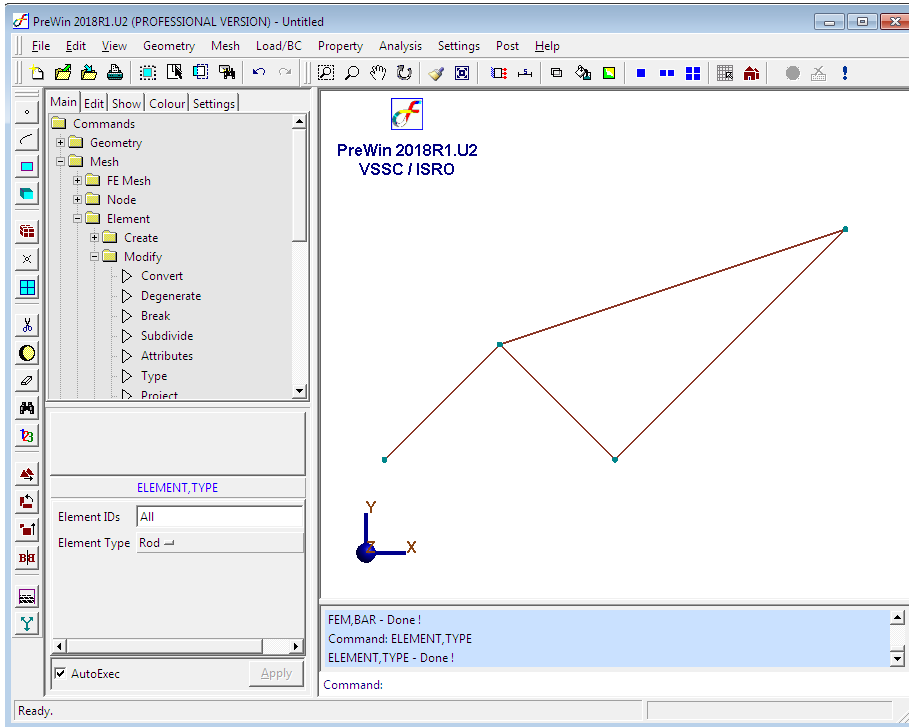 PreWin 2018R1.U2 (PROFESSIONAL VERSION) - Untitled
File Edit View Geometry Mesh Load/BC Property Analysis Settings Post Help
Main Edit Show Colour Settings
Commands
Geometry
Mesh
FE Mesh
Node
Element
Create
Modify
Convert
Degenerate
Break
Subdivide
Attributes
Type
Project
ELEMENT,TYPE
Element IDs All
Element Type Rod
AutoExec Apply
PreWin 2018R1.U2
VSSC / ISRO
Y
Z X
FEM,BAR - Done !
Command: ELEMENT,TYPE
ELEMENT,TYPE - Done !
Command:
Ready.